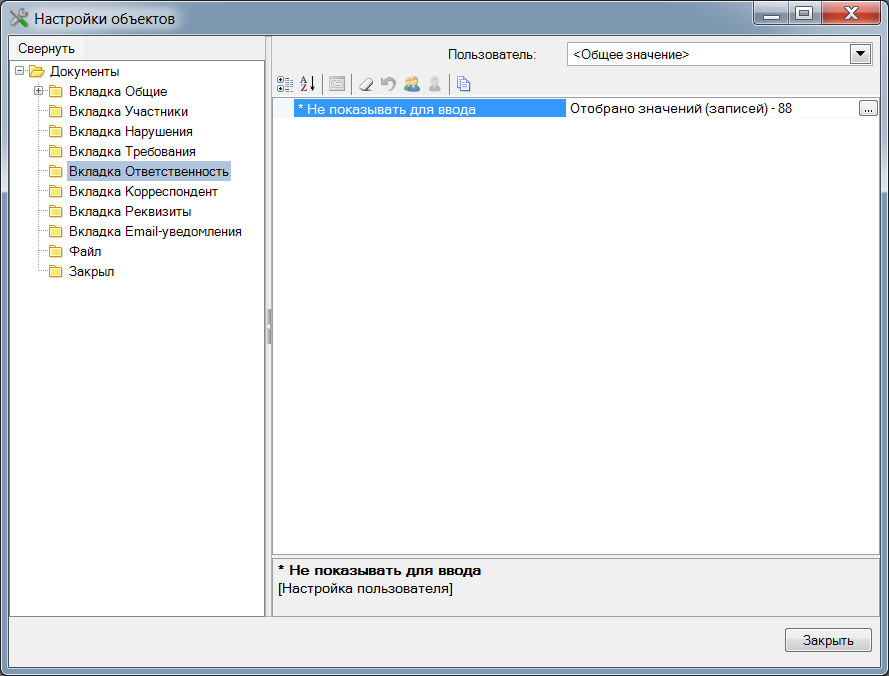 Настройки объектов
Свернуть
Документы
Вкладка Общие
Вкладка Участники
Вкладка Нарушения
Вкладка Требования
Вкладка Ответственность
Вкладка Корреспондент
Вкладка Реквизиты
Вкладка Email-уведомления
Файл
Закрыл
Пользователь: <Общее значение>
* Не показывать для ввода Отобрано значений (записей) - 88 ...
* Не показывать для ввода
[Настройка пользователя]
Закрыть